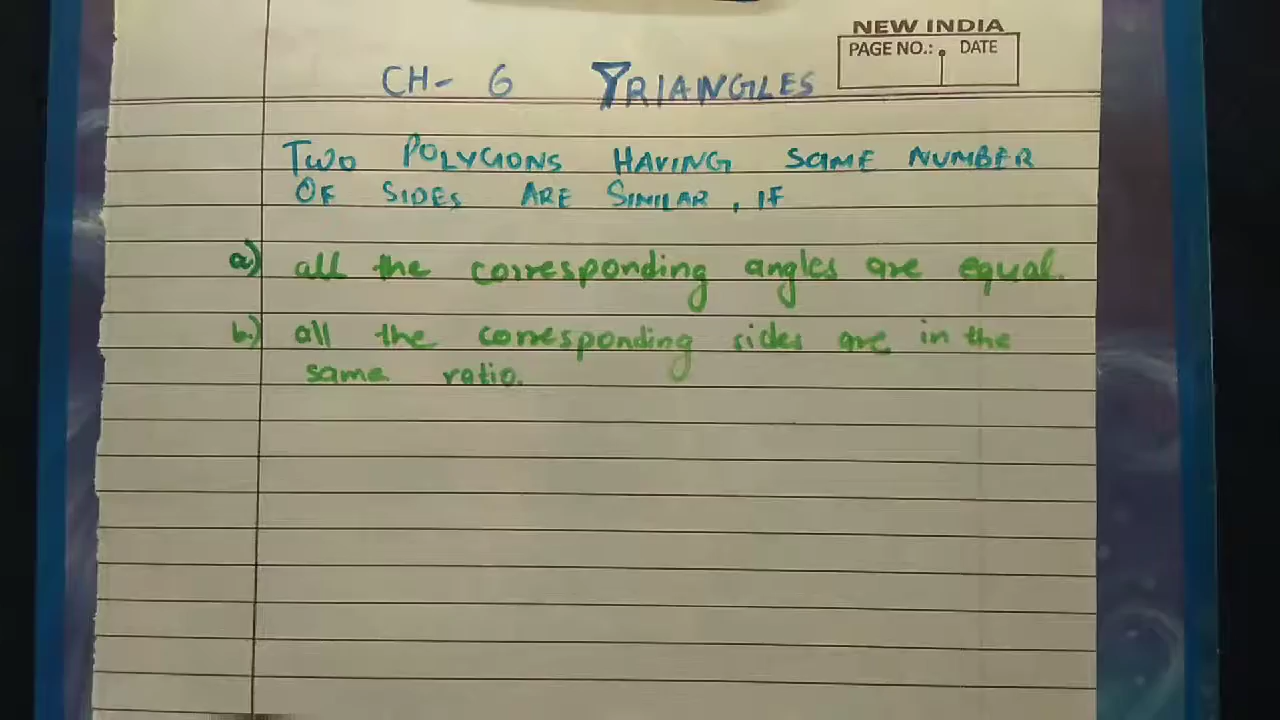 NEW INDIA
PAGE NO.: DATE
CH- 6 TRIANGLES
TWO POLYGONS HAVING SAME NUMBER
OF SIDES ARE SIMILAR, IF
a) all the corresponding angles are equal.
b.) all the corresponding sides are in the
same ratio.